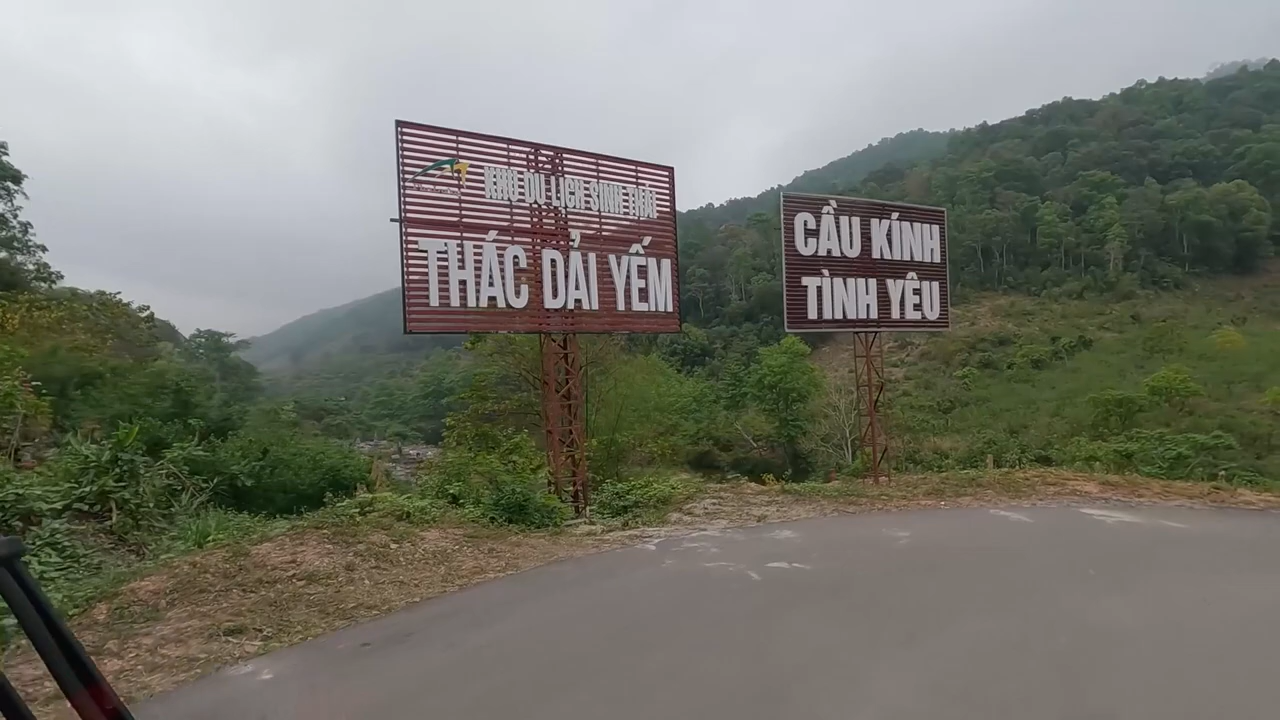 KHU DU LỊCH SINH THÁI
THÁC DẢI YẾM
CẦU KÍNH
TÌNH YÊU